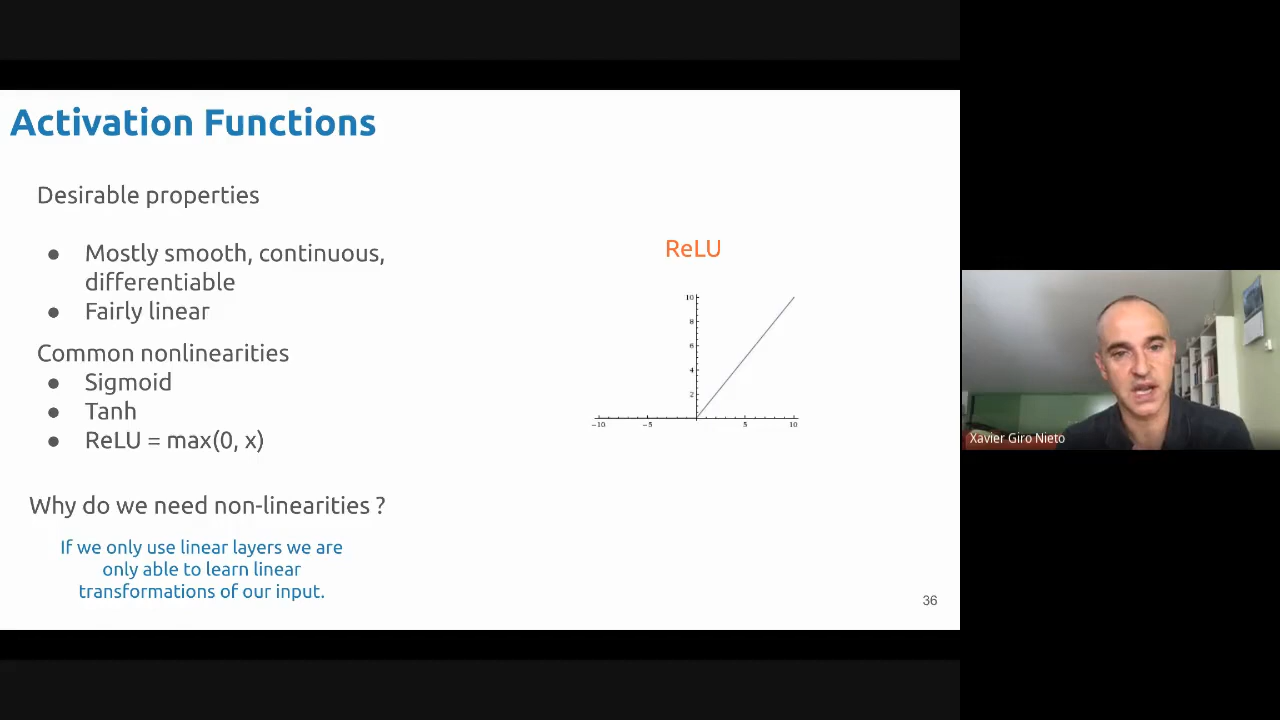 Activation Functions
Desirable properties
● Mostly smooth, continuous,
differentiable
● Fairly linear
Common nonlinearities
● Sigmoid
● Tanh
● ReLU = max(0, x)
Why do we need non-linearities ?
If we only use linear layers we are
only able to learn linear
transformations of our input.
ReLU
10
8
6
4
2
-10 -5 5 10
36
Xavier Giro Nieto